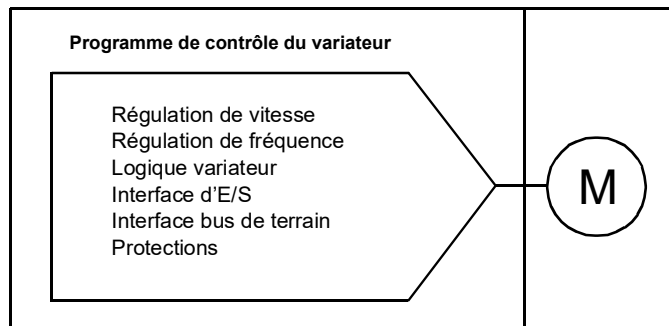 Programme de contrôle du variateur
Régulation de vitesse
Régulation de fréquence
Logique variateur
Interface d'E/S
Interface bus de terrain
Protections
M